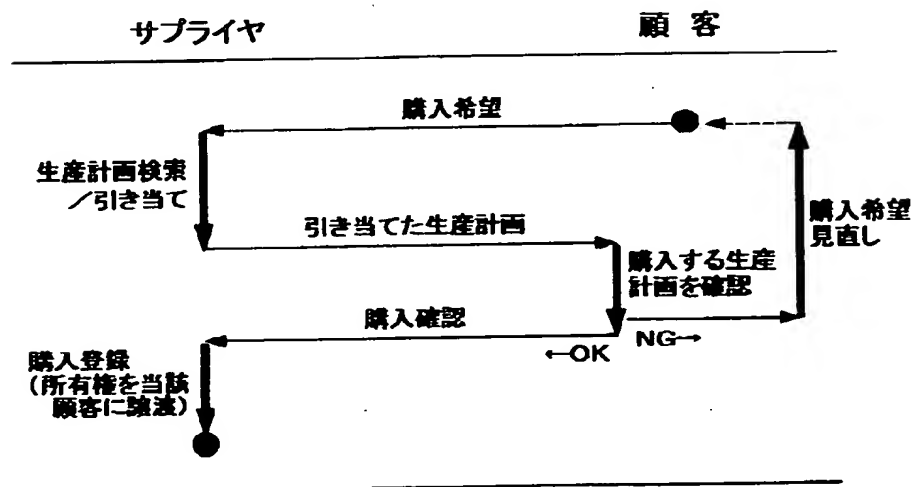 サプライヤ
顧客
購入希望
生産計画検索
／引き当て
引き当てた生産計画
購入希望
見直し
購入する生産
計画を確認
購入確認
←OK
NG→
購入登録
(所有権を当該
顧客に譲渡)